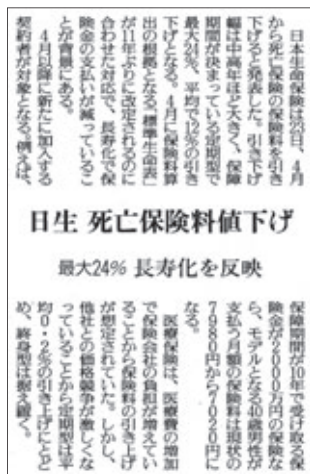 日生 死亡保険料値下げ
最大24% 長寿化を反映
日本生命保険は23日、4月
から死亡保険の保険料を引き
下げると発表した。引き下げ
幅は中高年ほど大きく、保障
期間が決まっている定期型で
最大24%、平均で12%の引き
下げとなる。4月に保険料算
出の根拠となる「標準生命表」
が11年ぶりに改定されるのに
合わせた対応で、長寿化で保
険金の支払いが減っているこ
とが背景にある。
4月以降に新たに加入する
契約者が対象となる。例えば、
保障期間が10年で受け取る保
険金が2000万円の保険な
ら、モデルとなる40歳男性が
支払う月額の保険料は現状の
7980円から7020円に
なる。
医療保険は、医療費の増加
で保険会社の負担が増えてい
ることから保険料の引き上げ
が想定されていた。しかし、
他社との価格競争が激しくな
っていることから定期型は平
均0・2%の引き上げにとど
め、終身型は据え置く。